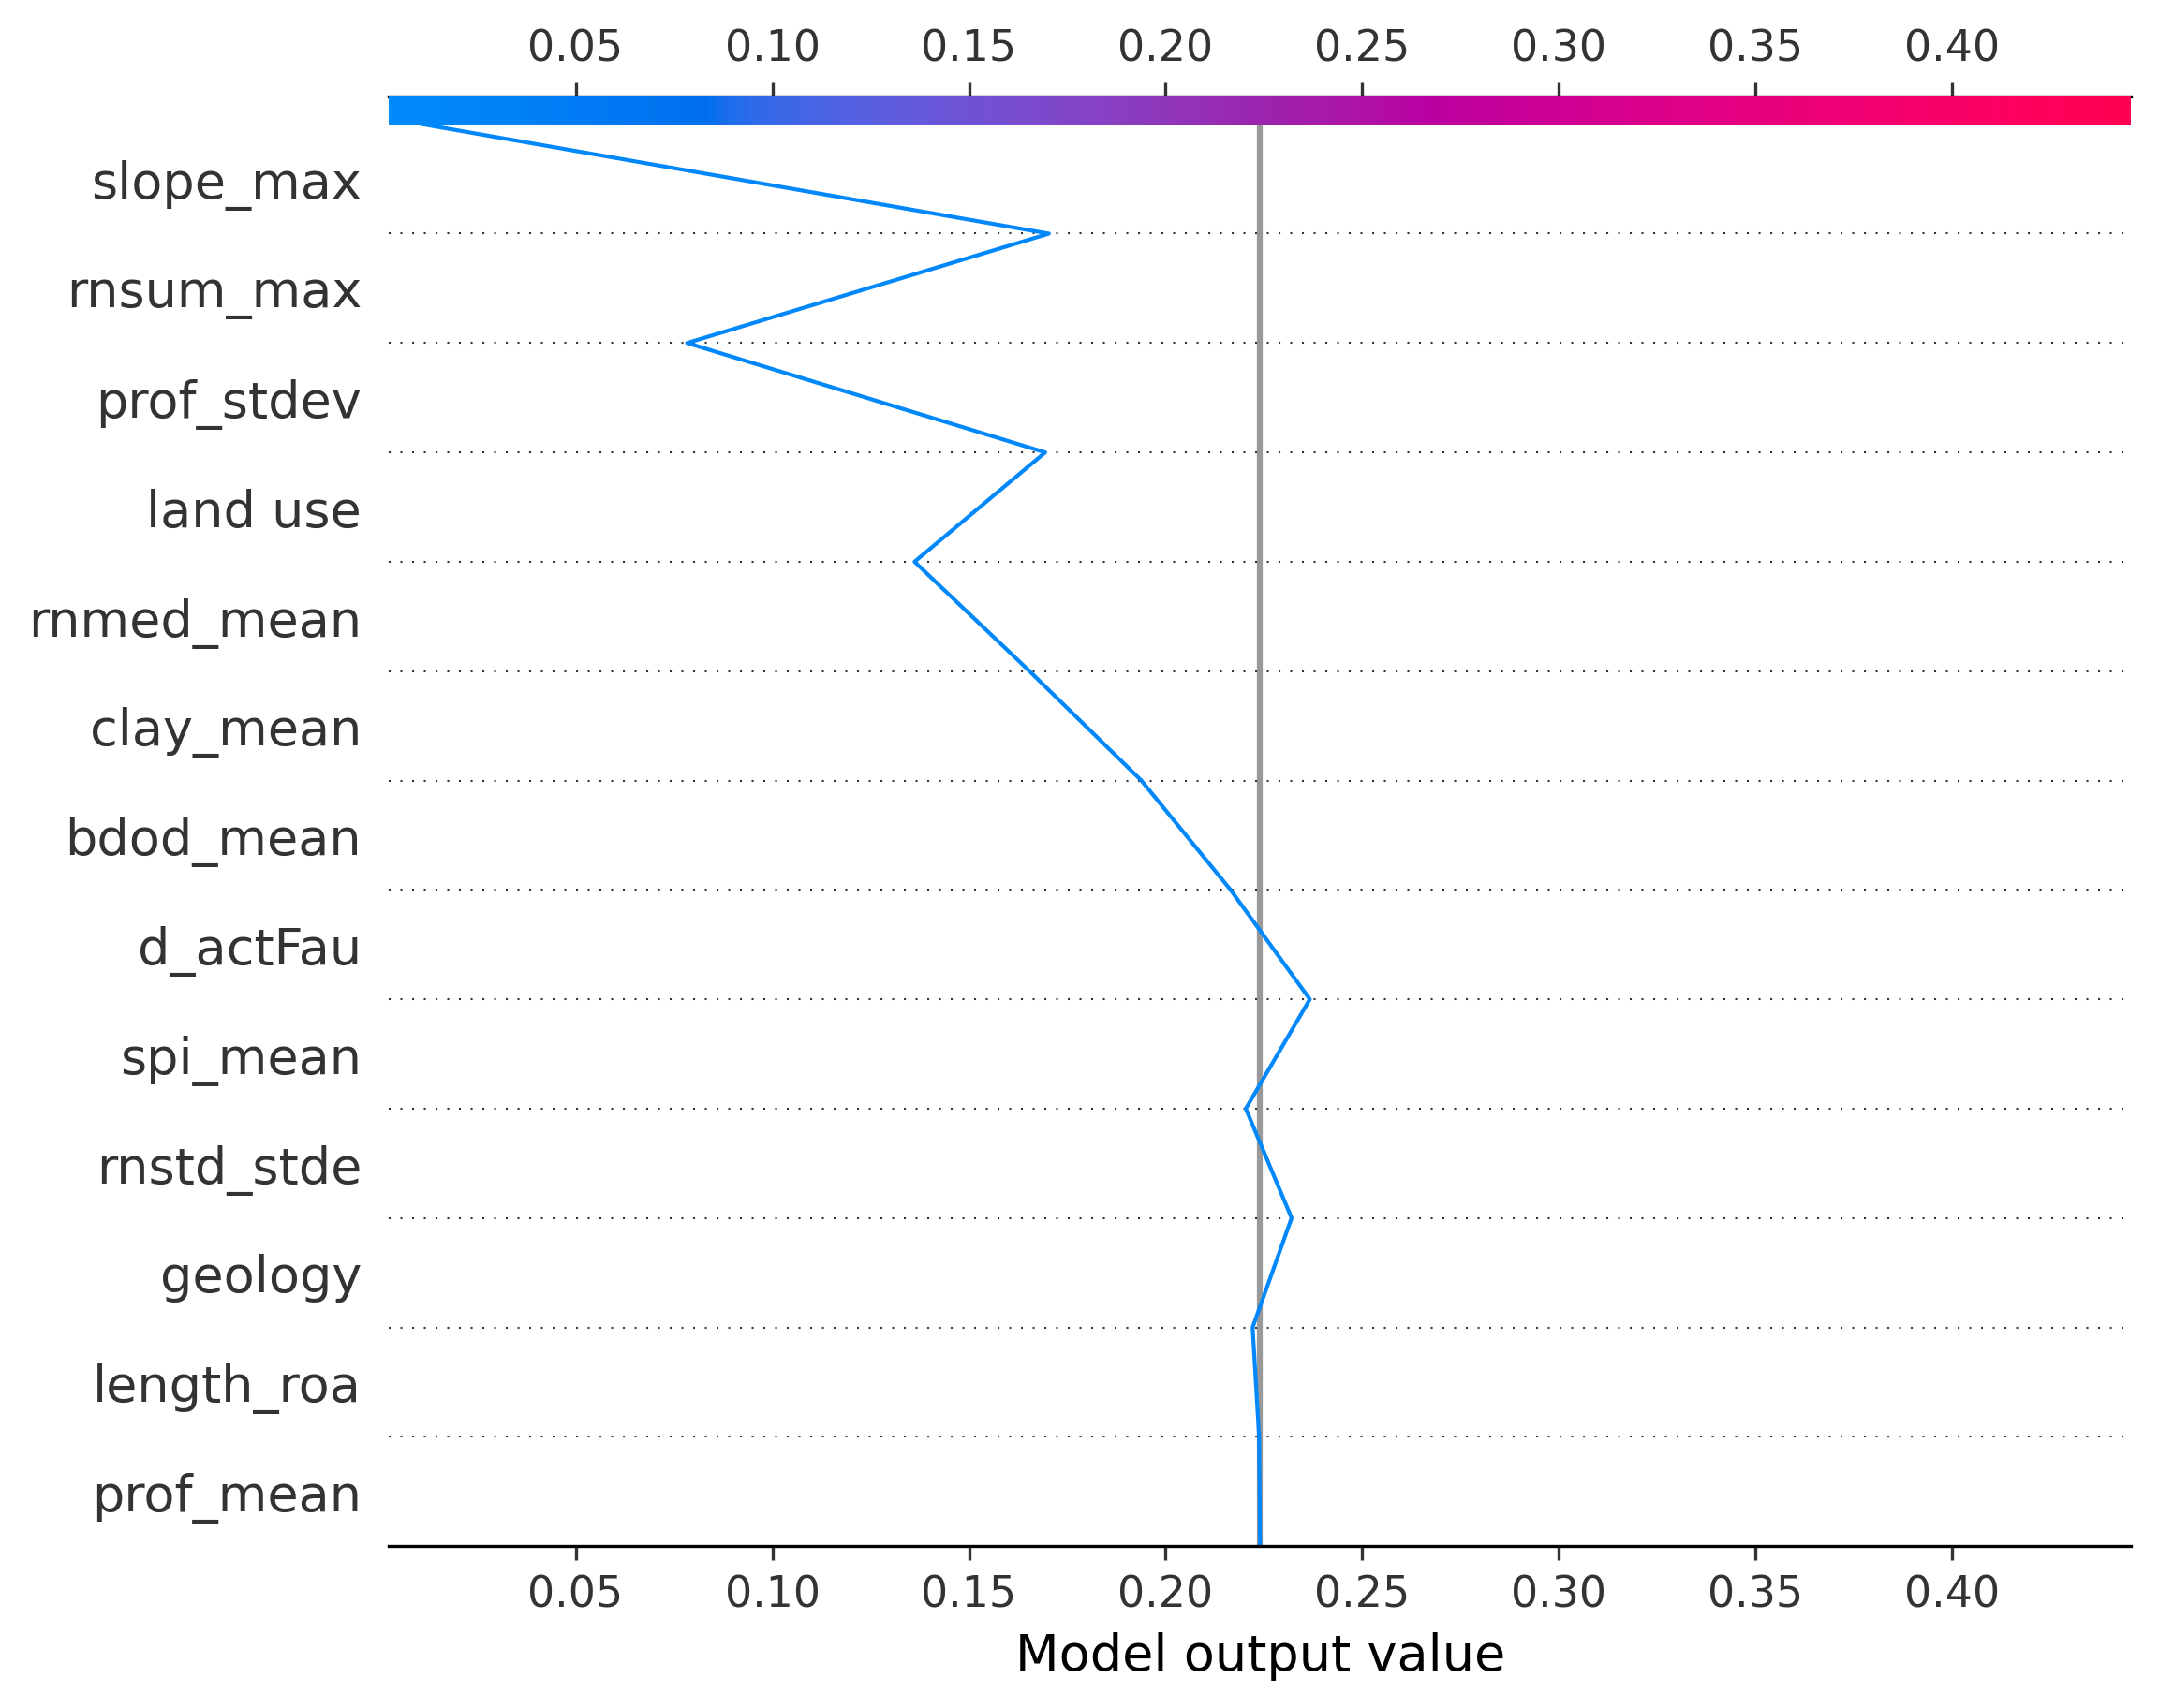 0.05 0.10 0.15 0.20 0.25 0.30 0.35 0.40
slope_max
rnsum_max
prof_stdev
land use
rnmed_mean
clay_mean
bdod_mean
d_actFau
spi_mean
rnstd_stde
geology
length_roa
prof_mean
0.05 0.10 0.15 0.20 0.25 0.30 0.35 0.40
Model output value